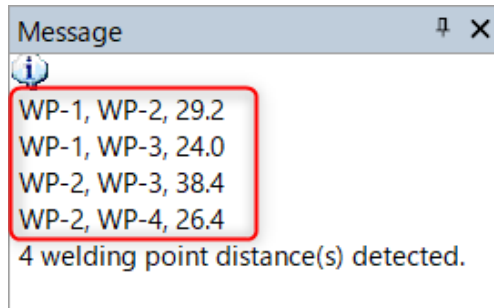 Message
WP-1, WP-2, 29.2
WP-1, WP-3, 24.0
WP-2, WP-3, 38.4
WP-2, WP-4, 26.4
4 welding point distance(s) detected.